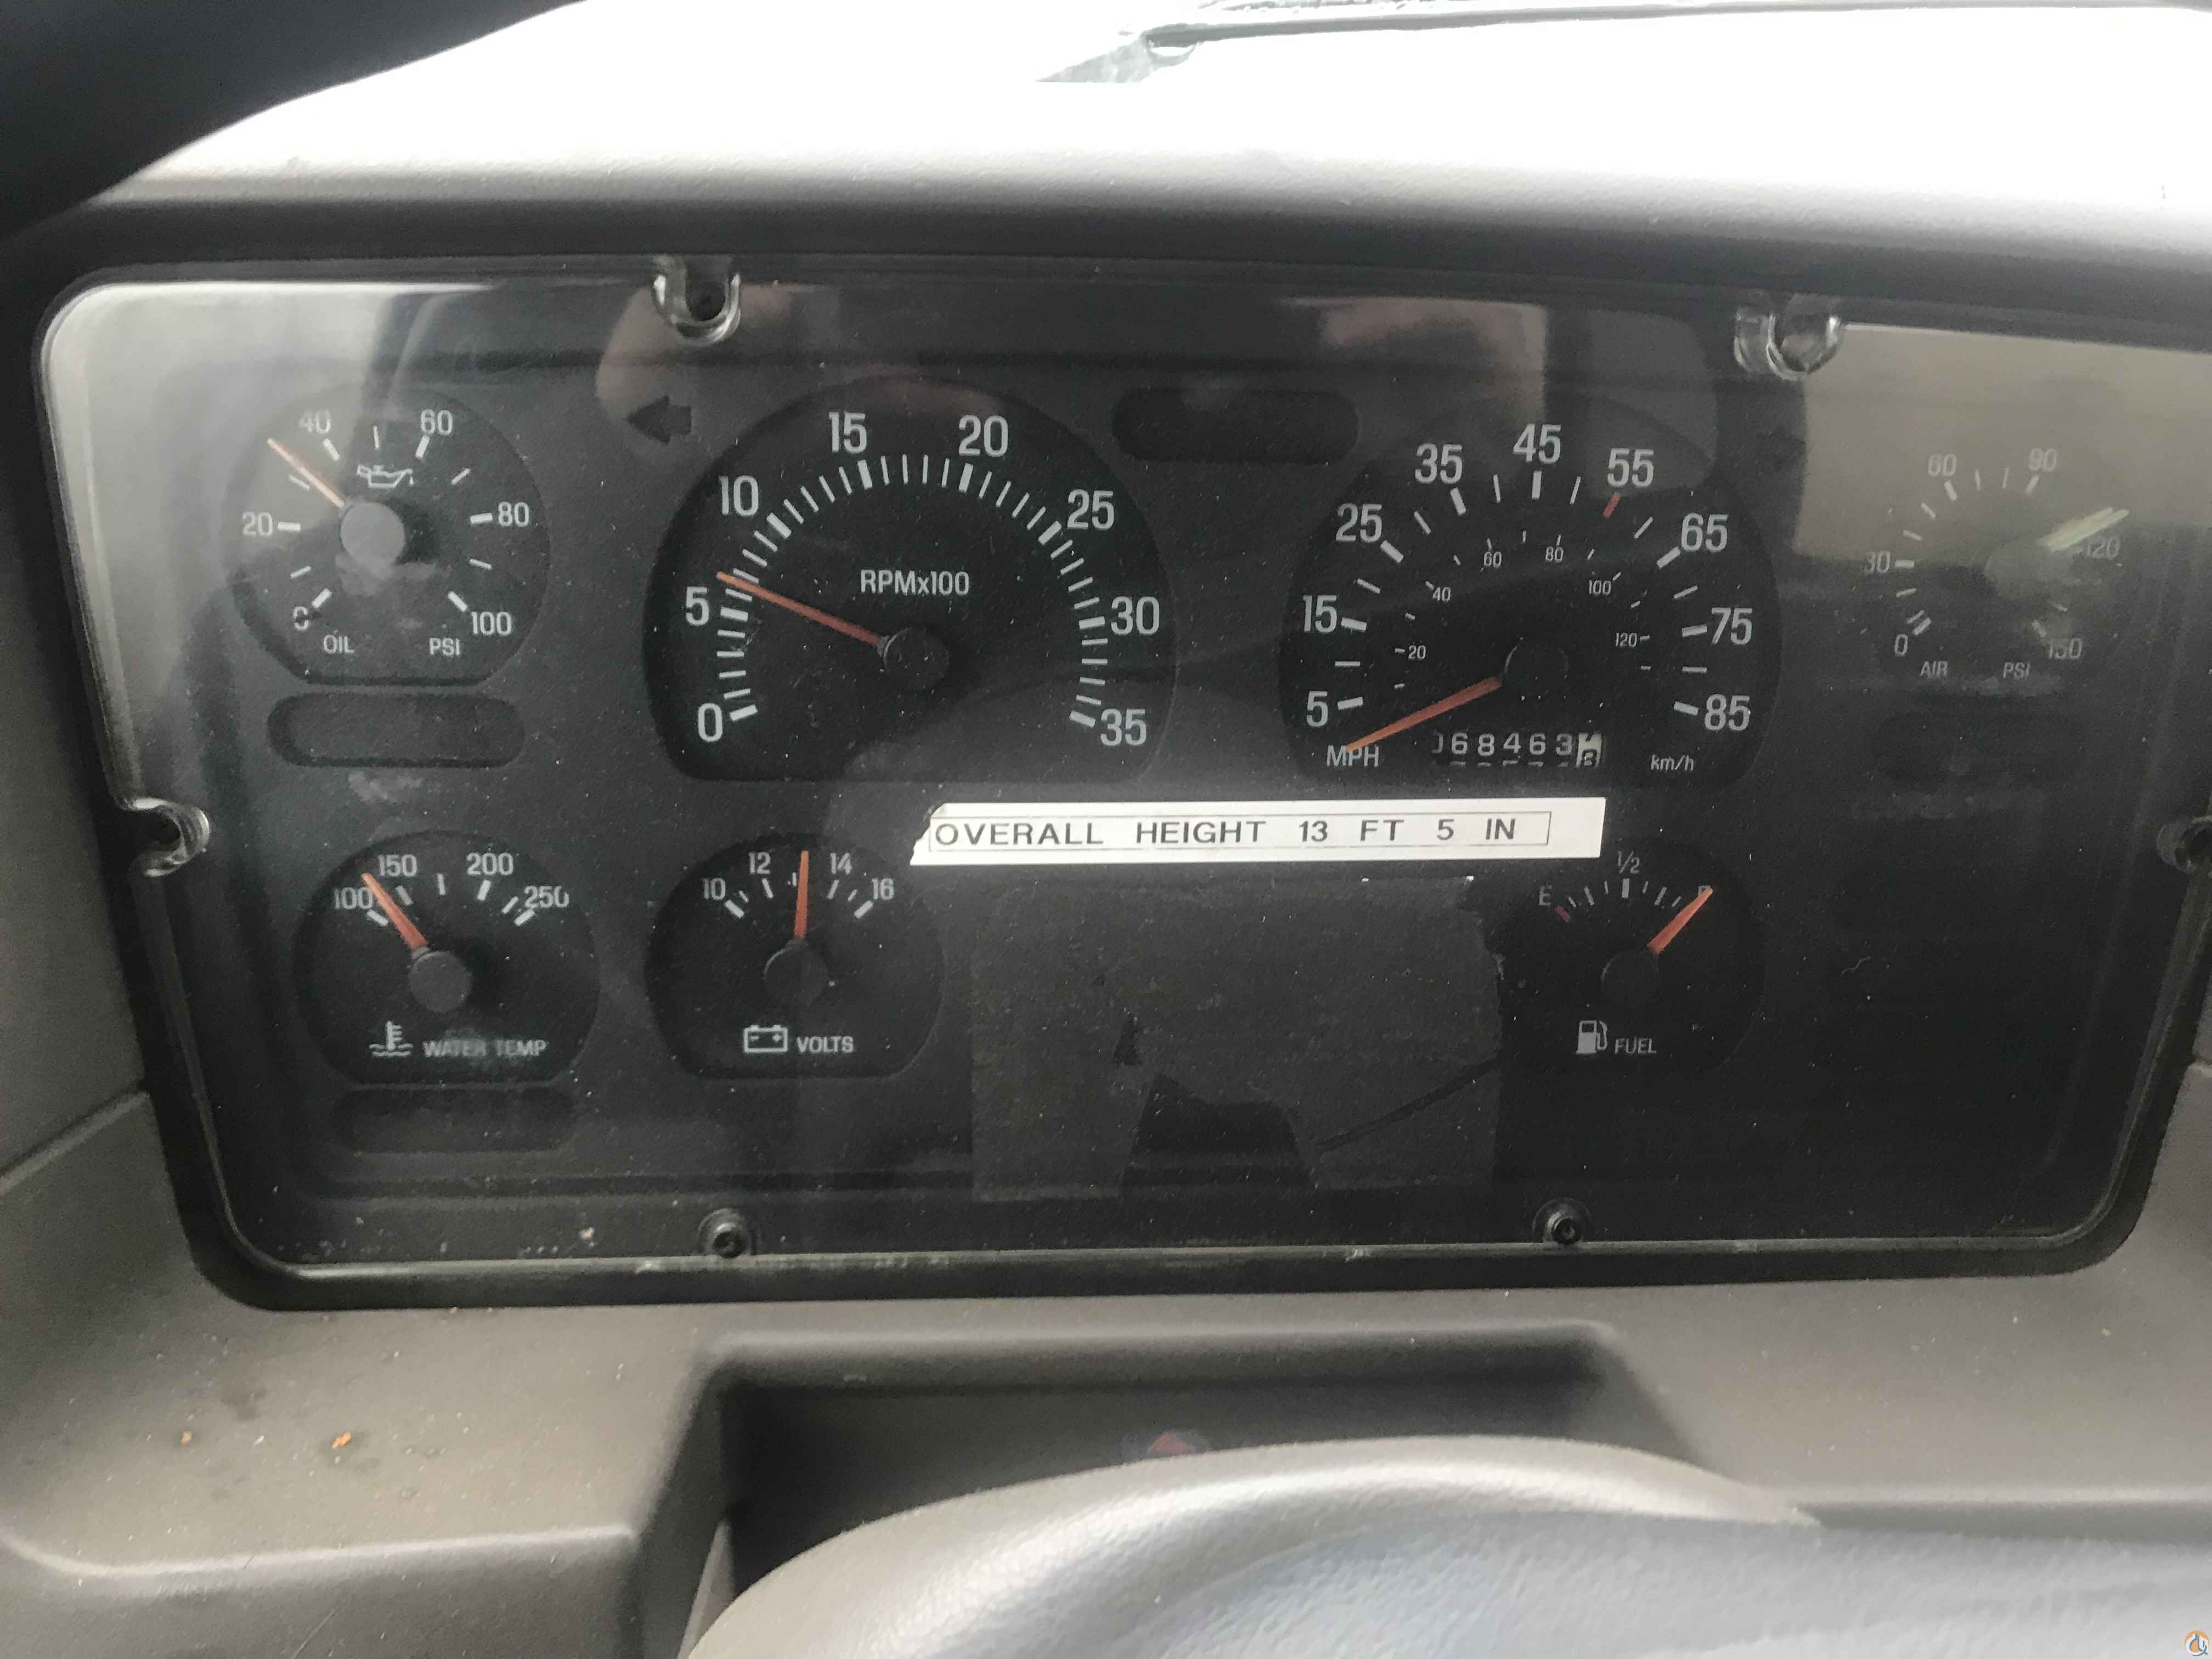 40 60
20 80
0 100
OIL PSI
15 20
10 25
5 30
0 35
RPMx100
45
35 55
25 65
15 75
5 85
60 80
40 100
20 120
MPH 68463 km/h
60 90
30 120
0 150
AIR PSI
OVERALL HEIGHT 13 FT 5 IN
150 200
100 250
WATER TEMP
12 14
10 16
VOLTS
1/2
E
FUEL